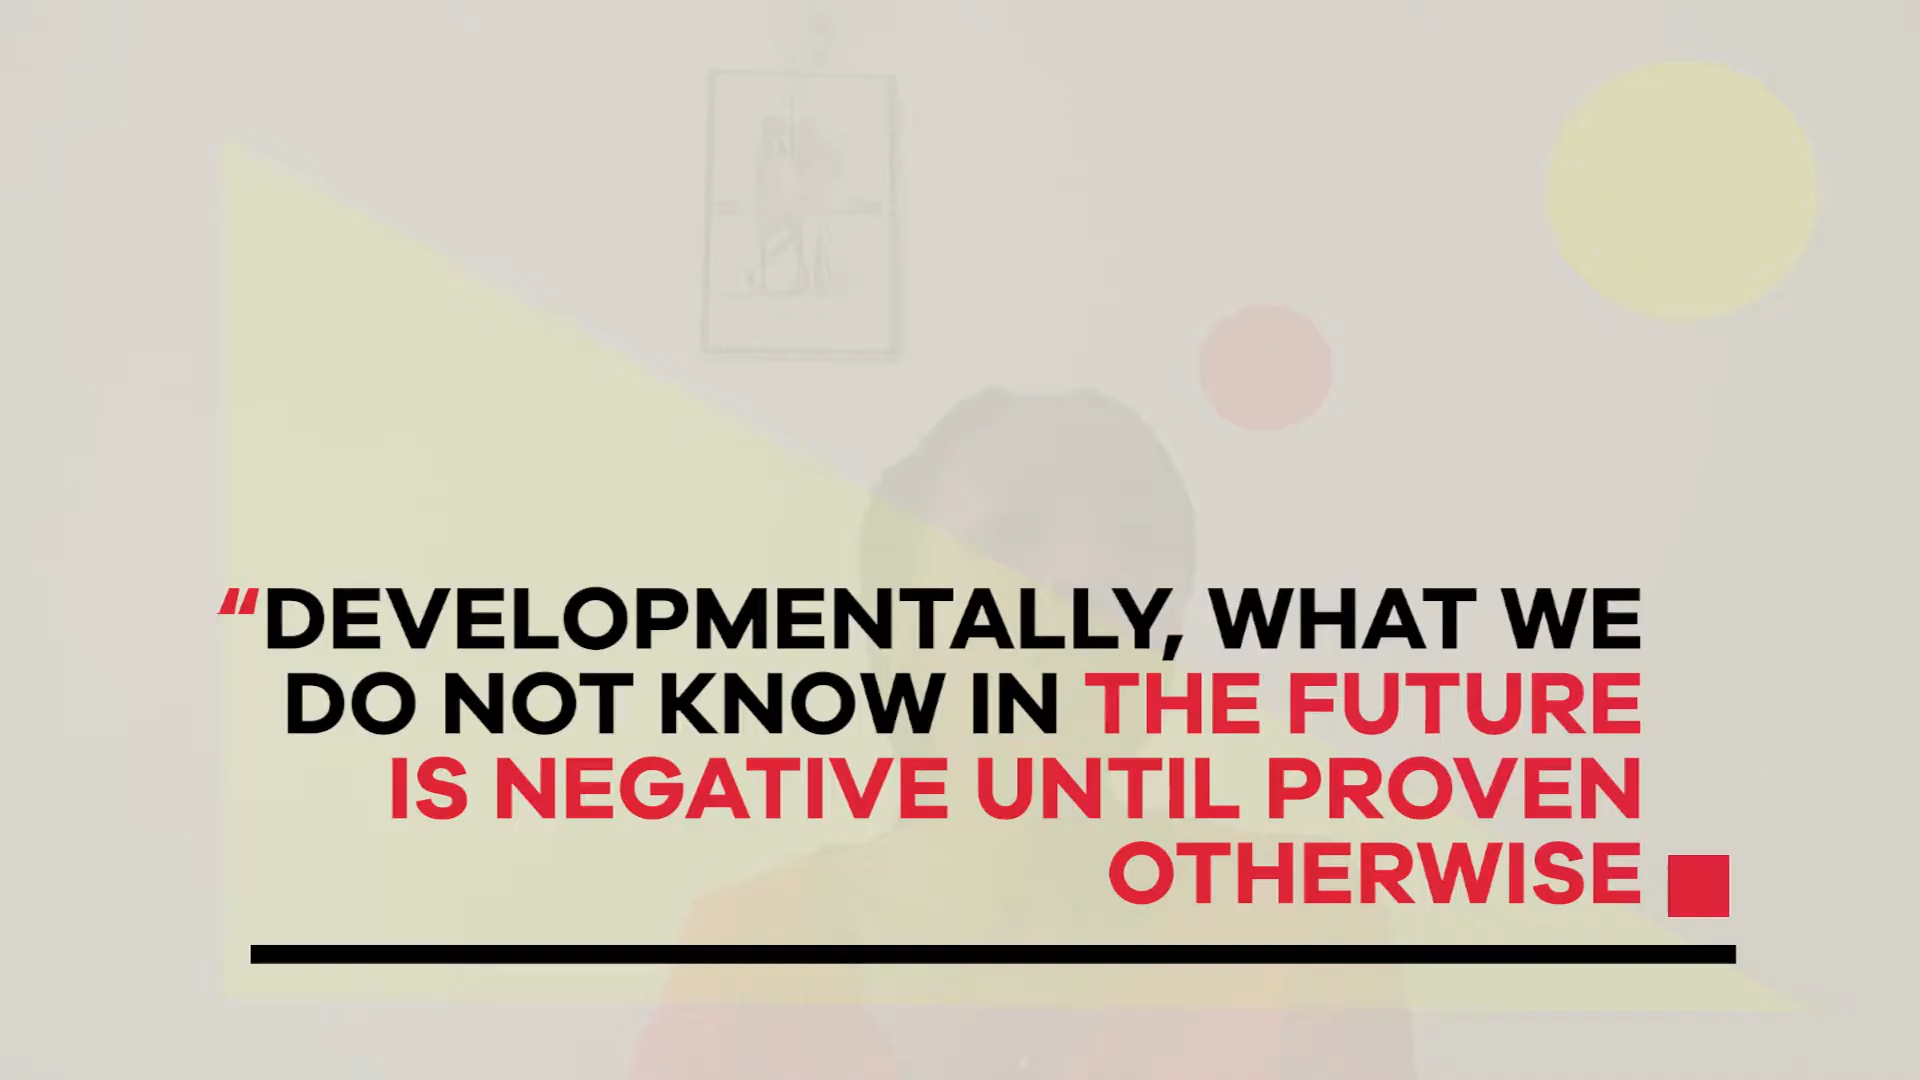 “DEVELOPMENTALLY, WHAT WE
DO NOT KNOW IN THE FUTURE
IS NEGATIVE UNTIL PROVEN
OTHERWISE